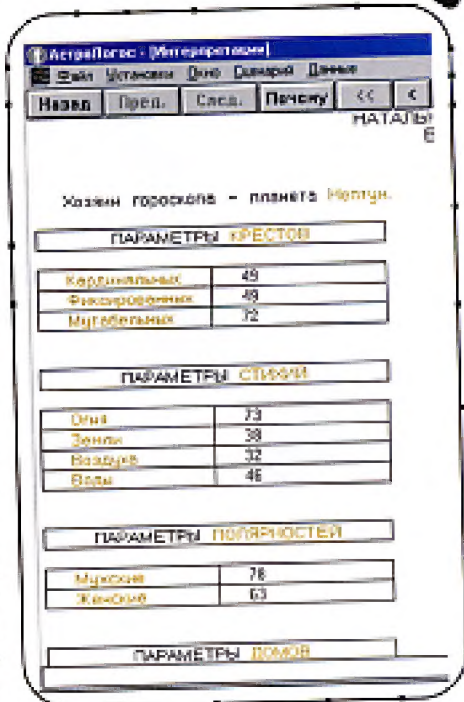 АстроЛогос - [Интерпретации]
Файл Установки Окно Сценарий Данные
Назад Пред. След. Почему << <
НАТАЛЬ
Хозяин гороскопа - планета Нептун.
ПАРАМЕТРЫ КРЕСТОВ
Кардинальных 49
Фиксированных 49
Мутабельных 72
ПАРАМЕТРЫ СТИХИЙ
Огня 73
Земли 38
Воздуха 32
Воды 46
ПАРАМЕТРЫ ПОЛЯРНОСТЕЙ
Мужские 78
Женские 63
ПАРАМЕТРЫ ДОМОВ